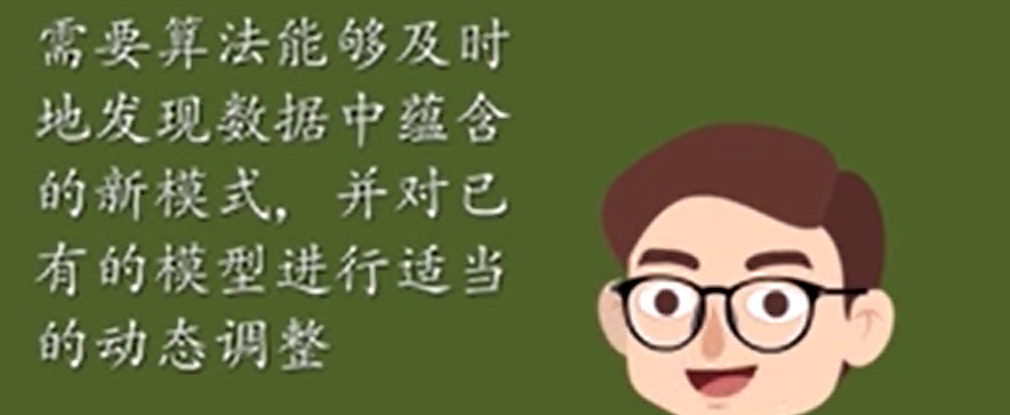 需要算法能够及时
地发现数据中蕴含
的新模式，并对已
有的模型进行适当
的动态调整